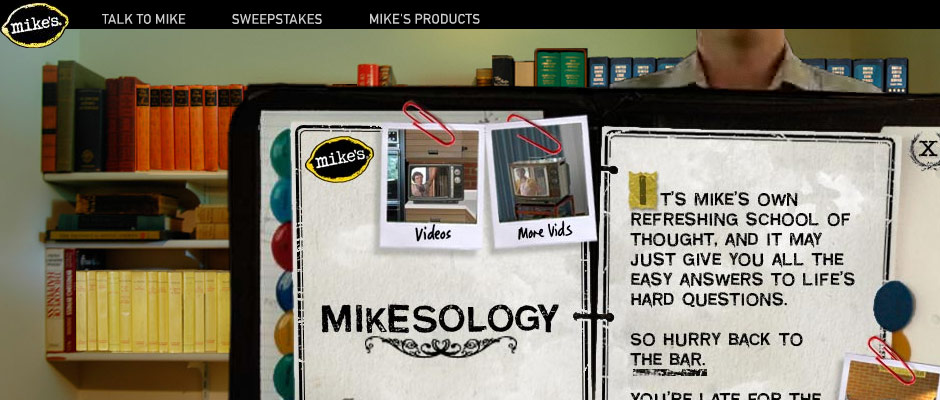 mike's.
TALK TO MIKE
SWEEPSTAKES
MIKE'S PRODUCTS
mike's.
Videos
More Vids
X
MIKESOLOGY
IT'S MIKE'S OWN
REFRESHING SCHOOL OF
THOUGHT, AND IT MAY
JUST GIVE YOU ALL THE
EASY ANSWERS TO LIFE'S
HARD QUESTIONS.
SO HURRY BACK TO
THE BAR.
YOU'RE LATE FOR THE